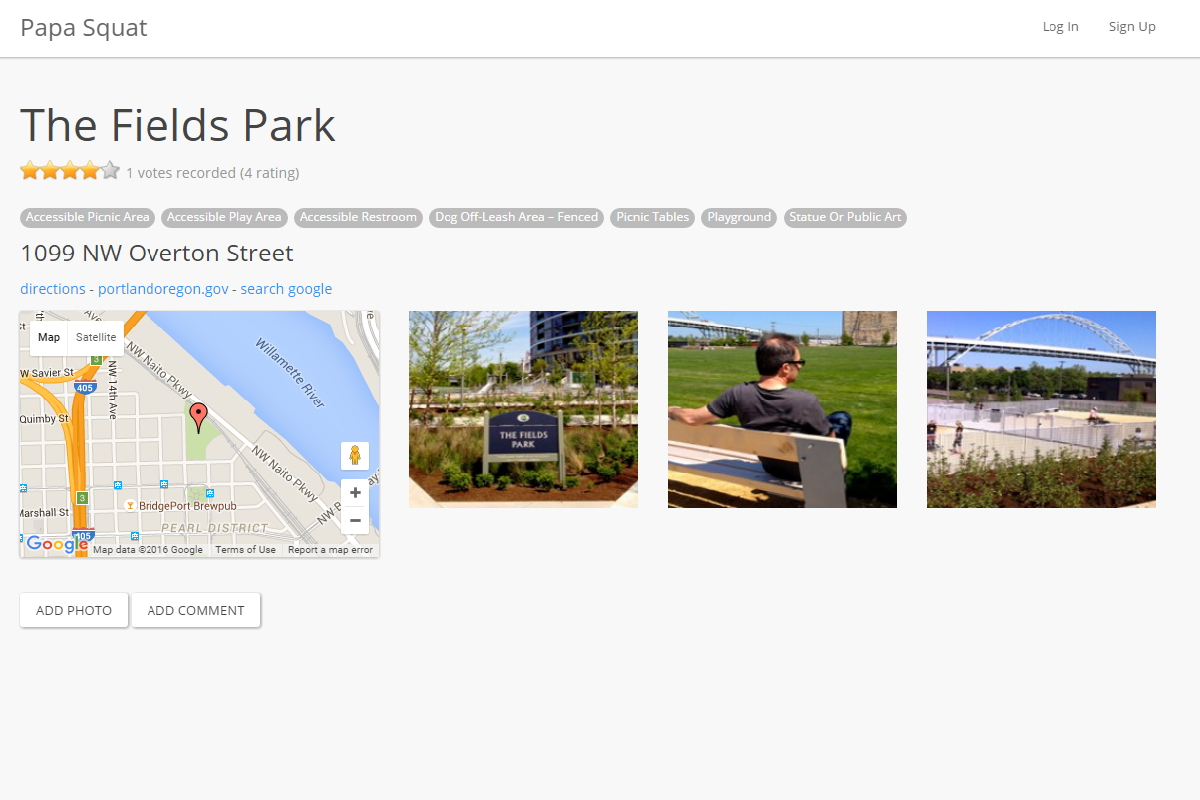 Papa Squat
Log In
Sign Up
The Fields Park
1 votes recorded (4 rating)
Accessible Picnic Area
Accessible Play Area
Accessible Restroom
Dog Off-Leash Area – Fenced
Picnic Tables
Playground
Statue Or Public Art
1099 NW Overton Street
directions - portlandoregon.gov - search google
Map
Satellite
NW Naito Pkwy
Willamette River
3
W Savier St
405
NW 14th Ave
Quimby St
NW Naito Pkwy
3
BridgePort Brewpub
Marshall St
PEARL DISTRICT
405
Google
Map data ©2016 Google
Terms of Use
Report a map error
THE FIELDS
PARK
ADD PHOTO
ADD COMMENT